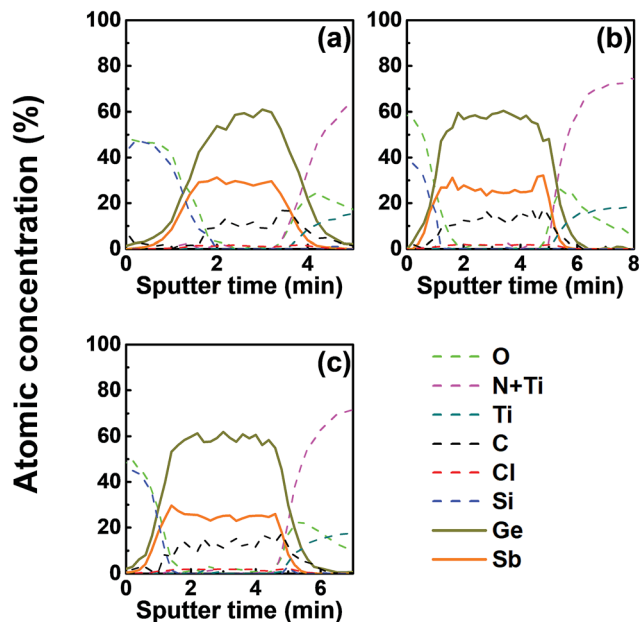 Atomic concentration (%)
100
80
60
40
20
0
(a)
0 2 4
Sputter time (min)
100
80
60
40
20
0
(b)
0 2 4 6 8
Sputter time (min)
100
80
60
40
20
0
(c)
0 2 4 6
Sputter time (min)
O
N+Ti
Ti
C
Cl
Si
Ge
Sb